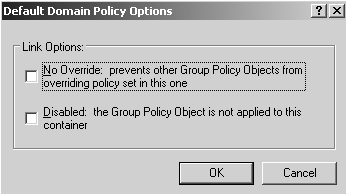 Default Domain Policy Options
Link Options:
No Override: prevents other Group Policy Objects from
overriding policy set in this one
Disabled: the Group Policy Object is not applied to this
container
OK
Cancel